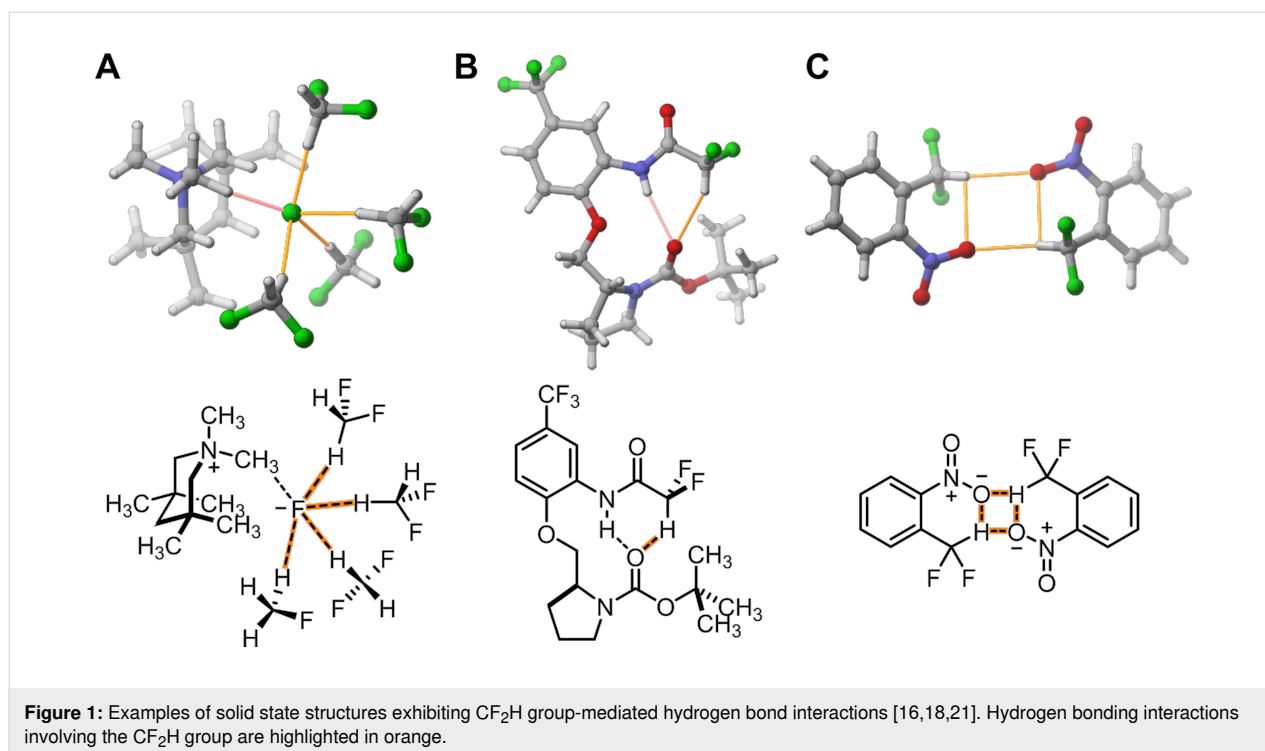 A B C
CH3
N
+
CH3
H3C
CH3
CH3
H3C
−F
H F
F
H
H
H
F
F
H
F
F
H
H
F
F
H
CF3
O
N
H
F
F
H
O
O
N
O
CH3
CH3
CH3
O
N
+
O
−
H
F F
H
O
−
N
+
O
F F
Figure 1: Examples of solid state structures exhibiting CF2H group-mediated hydrogen bond interactions [16,18,21]. Hydrogen bonding interactions
involving the CF2H group are highlighted in orange.